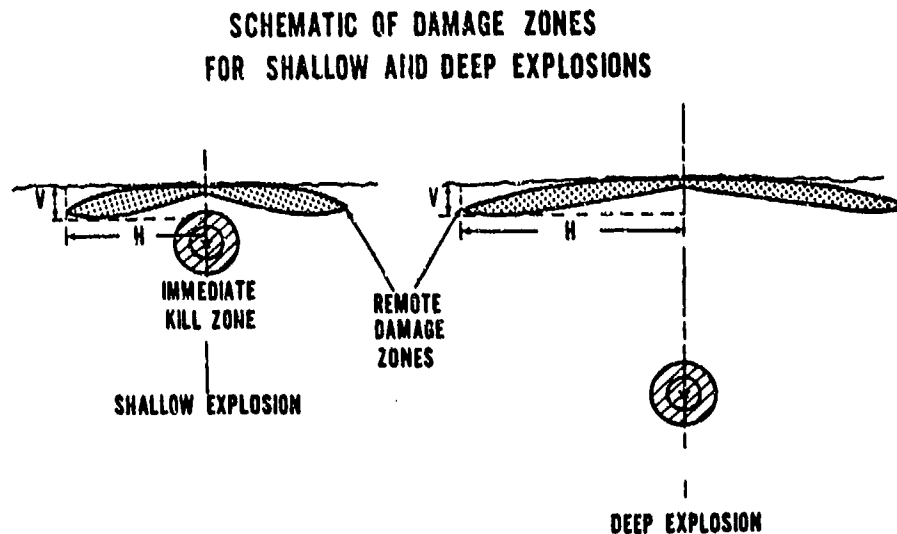 SCHEMATIC OF DAMAGE ZONES
FOR SHALLOW AND DEEP EXPLOSIONS
V
H
IMMEDIATE
KILL ZONE
SHALLOW EXPLOSION
REMOTE
DAMAGE
ZONES
V
H
DEEP EXPLOSION